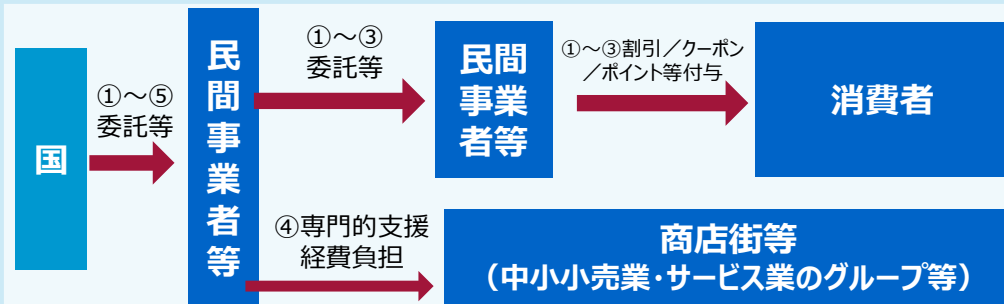 国
①～⑤
委託等
民間事業者等
①～③
委託等
民間
事業
者等
①～③割引／クーポン
／ポイント等付与
消費者
④専門的支援
経費負担
商店街等
（中小小売業・サービス業のグループ等）